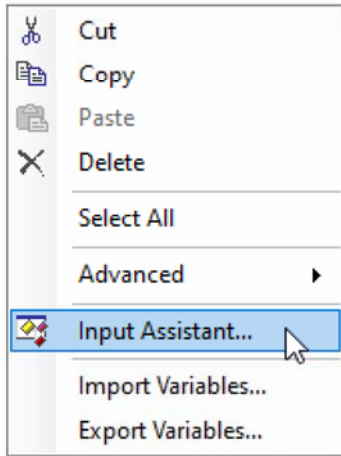 Cut
Copy
Paste
Delete
Select All
Advanced
Input Assistant...
Import Variables...
Export Variables...